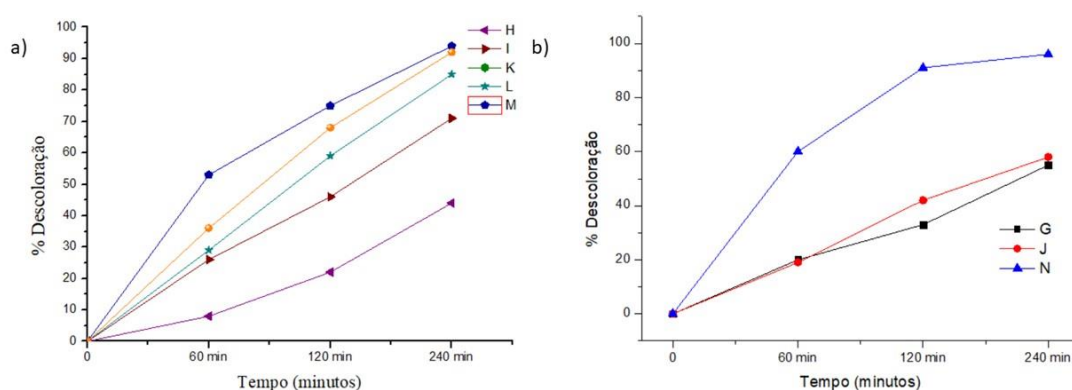 a)
% Descoloração
100
90
80
70
60
50
40
30
20
10
0
0
60 min
120 min
240 min
Tempo (minutos)
H
I
K
L
M
b)
% Descoloração
100
80
60
40
20
0
0
60 min
120 min
240 min
Tempo (minutos)
G
J
N